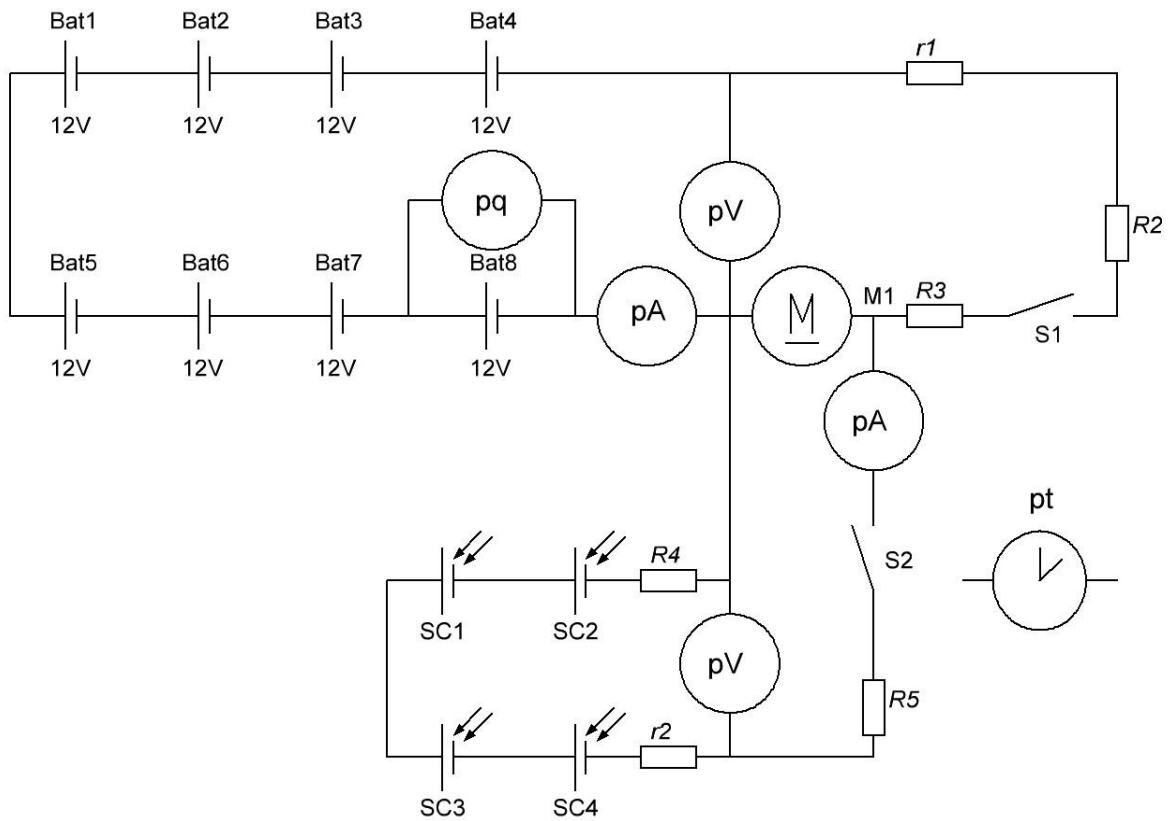 Bat1 Bat2 Bat3 Bat4
r1
12V 12V 12V 12V
pq
pV
R2
Bat5 Bat6 Bat7 Bat8
pA
M
M1
R3
S1
12V 12V 12V 12V
pA
pt
S2
R4
SC1 SC2
pV
R5
r2
SC3 SC4